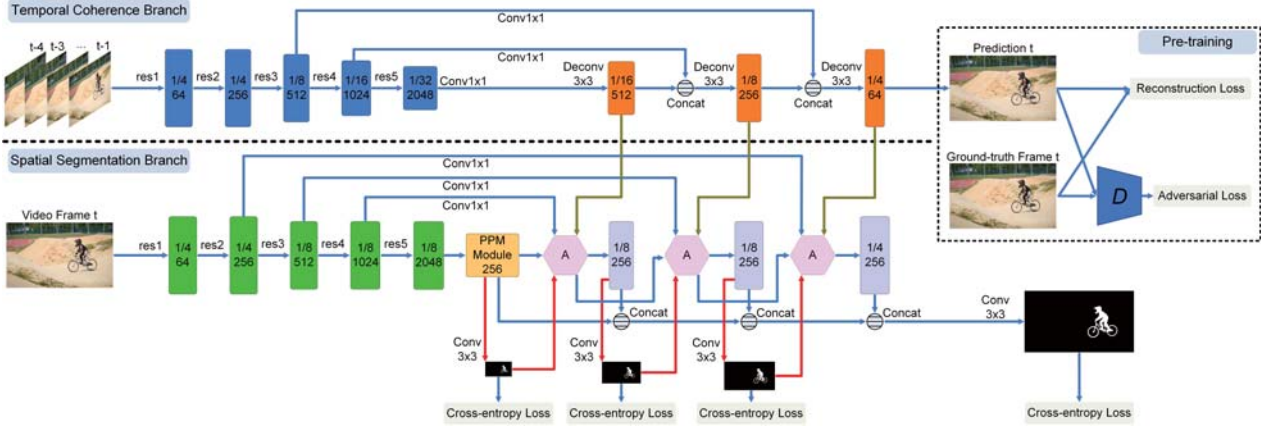 Temporal Coherence Branch
t-4 t-3 ... t-1
res1
1/4
64
res2
1/4
256
res3
1/8
512
res4
1/16
1024
res5
1/32
2048
Conv1x1
Conv1x1
Conv1x1
Deconv
3x3
1/16
512
Concat
Deconv
3x3
1/8
256
Concat
Deconv
3x3
1/4
64
Pre-training
Prediction t
Reconstruction Loss
Ground-truth Frame t
D
Adversarial Loss
Spatial Segmentation Branch
Video Frame t
res1
1/4
64
res2
1/4
256
res3
1/8
512
res4
1/8
1024
res5
1/8
2048
Conv1x1
Conv1x1
Conv1x1
PPM
Module
256
A
1/8
256
A
1/8
256
A
1/4
256
Concat
Concat
Concat
Conv
3x3
Conv
3x3
Conv
3x3
Conv
3x3
Cross-entropy Loss
Cross-entropy Loss
Cross-entropy Loss
Cross-entropy Loss